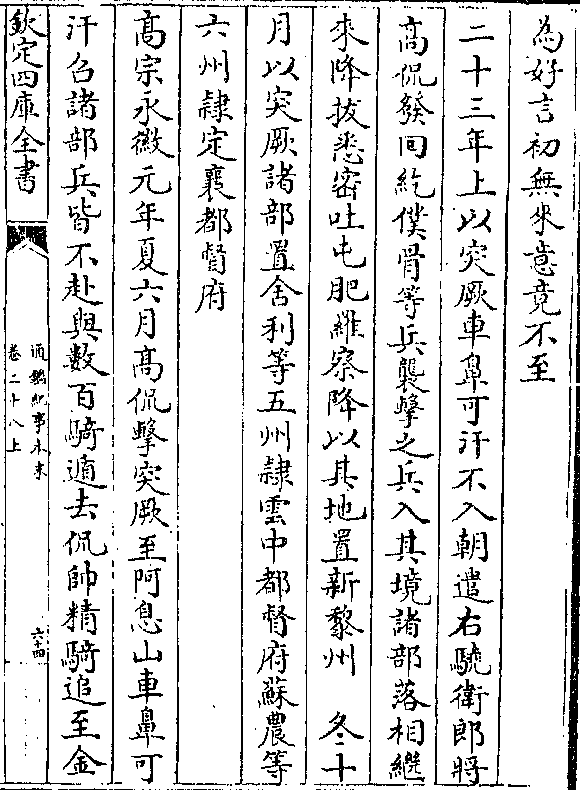 為好言初無來意竟不至
二十三年上以突厥車鼻可汗不入朝遣右驍衛郎將
高侃發回紇僕骨等兵襲擊之兵入其境諸部落相繼
來降拔悉密吐屯肥羅察降以其地置新黎州　冬十
月以突厥諸部置舍利等五州隷雲中都督府蘇農等
六州隷定襄都督府
高宗永徽元年夏六月高侃擊突厥至阿息山車鼻可
汗召諸部兵皆不赴與數百騎遁去侃帥精騎追至金
欽定四庫全書
通鑑紀事本末
卷二十八上
六十四